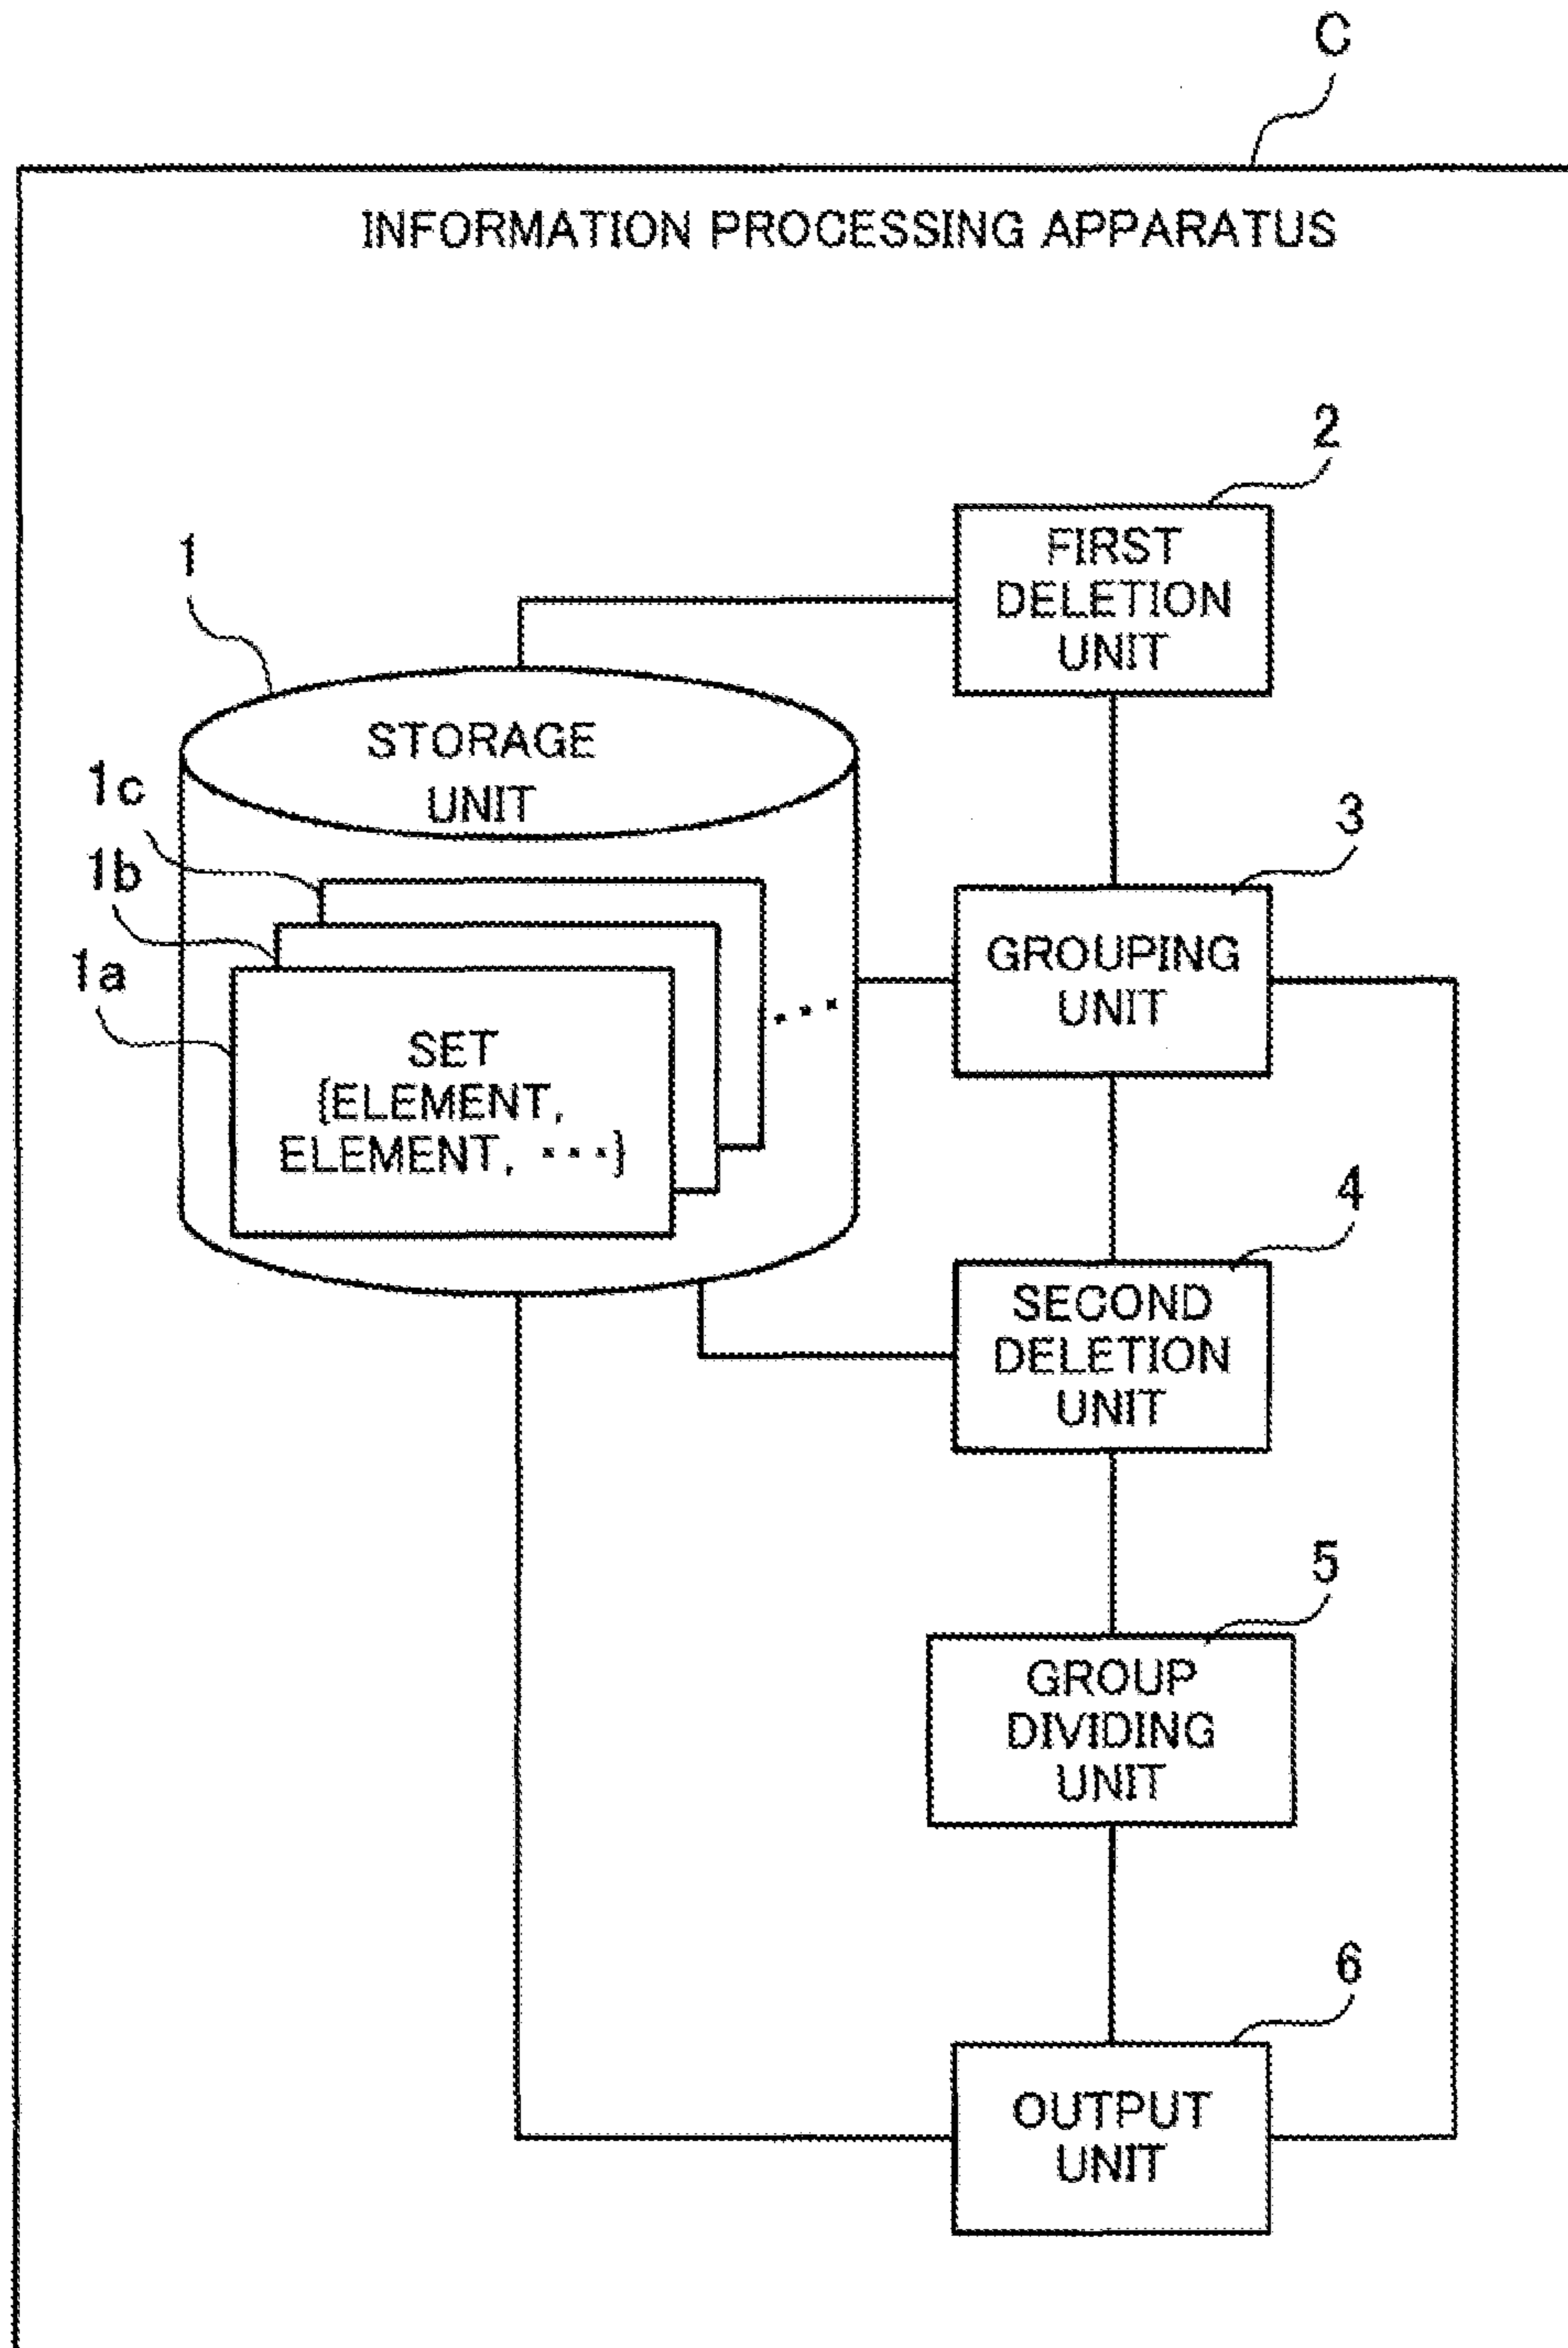 C
INFORMATION PROCESSING APPARATUS
2
FIRST
DELETION
UNIT
1
STORAGE
UNIT
1c
1b
1a
SET
{ELEMENT,
ELEMENT, ···}
···
3
GROUPING
UNIT
4
SECOND
DELETION
UNIT
5
GROUP
DIVIDING
UNIT
6
OUTPUT
UNIT